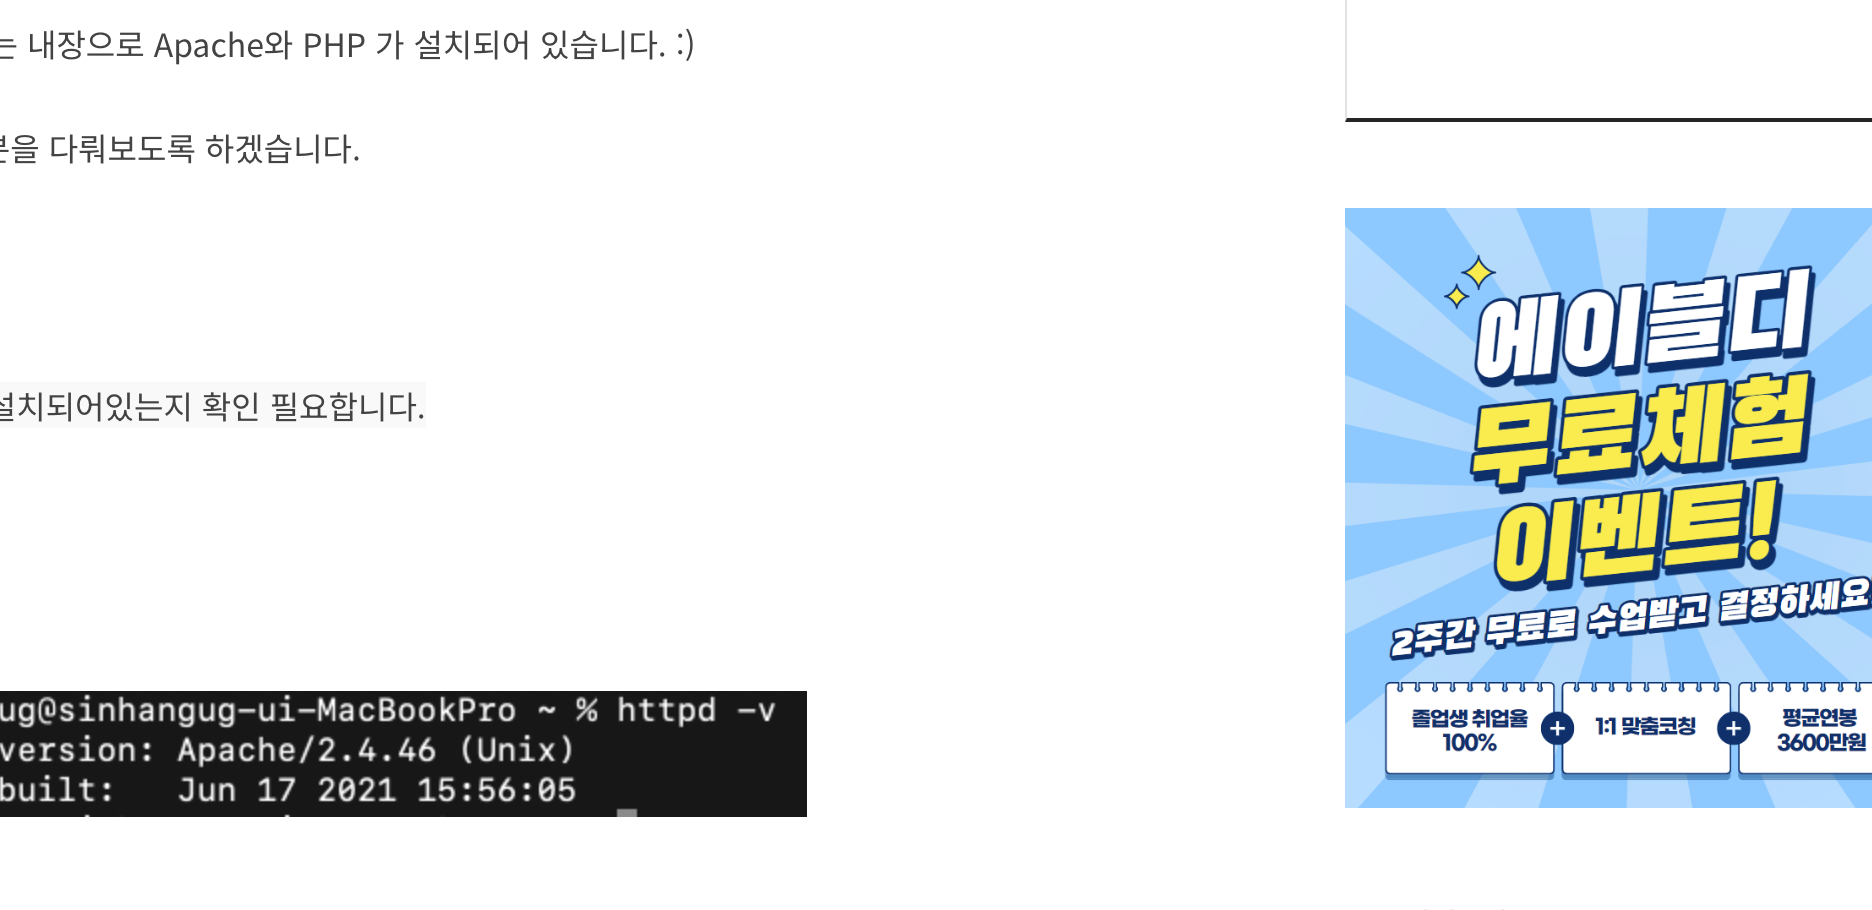 는 내장으로 Apache와 PHP 가 설치되어 있습니다. :)
분을 다뤄보도록 하겠습니다.
설치되어있는지 확인 필요합니다.
ug@sinhangug-ui-MacBookPro ~ % httpd -v
version: Apache/2.4.46 (Unix)
built: Jun 17 2021 15:56:05
에이블디
무료체험
이벤트!
2주간 무료로 수업받고 결정하세요
졸업생 취업율
100%
+
1:1 맞춤코칭
+
평균연봉
3600만원